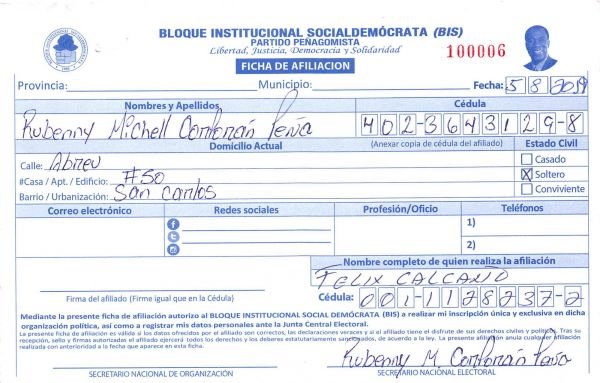 BLOQUE INSTITUCIONAL SOCIALDEMÓCRATA (BIS)
PARTIDO PEÑAGOMISTA
Libertad, Justicia, Democracia y Solidaridad
100006
FICHA DE AFILIACION
Provincia: Municipio: Fecha: 5/8/2019
Nombres y Apellidos Cédula
Rubenny Michell Corporán Peña 402-3643129-8
Domicilio Actual (Anexar copia de cédula del afiliado) Estado Civil
Calle: Abreu Casado
#Casa / Apt. / Edificio: #50 X Soltero
Barrio / Urbanización: San Carlos Conviviente
Correo electrónico Redes sociales Profesión/Oficio Teléfonos
1)
2)
Nombre completo de quien realiza la afiliación
FELIX CALCAÑO
Firma del afiliado (Firme igual que en la Cédula) Cédula: 001-1128237-2
Mediante la presente ficha de afiliación autorizo al BLOQUE INSTITUCIONAL SOCIAL DEMÓCRATA (BIS) a realizar mi inscripción única y exclusiva en dicha
organización política, así como a registrar mis datos personales ante la Junta Central Electoral.
La presente ficha de afiliación es válida si los datos ofrecidos por el afiliado son correctos, las declaraciones veraces y si el afiliado tiene el disfrute de sus derechos civiles y políticos. Tras su
recepción, sello y firmas autorizadas el afiliado ejercerá todos los derechos y los deberes estatutariamente sancionados, de acuerdo a la ley. La presente afiliación anula cualquier afiliación
realizada con anterioridad a la fecha que aparece en esta ficha.
Rubenny M. Corporán Peña
SECRETARIO NACIONAL DE ORGANIZACIÓN SECRETARIO NACIONAL ELECTORAL